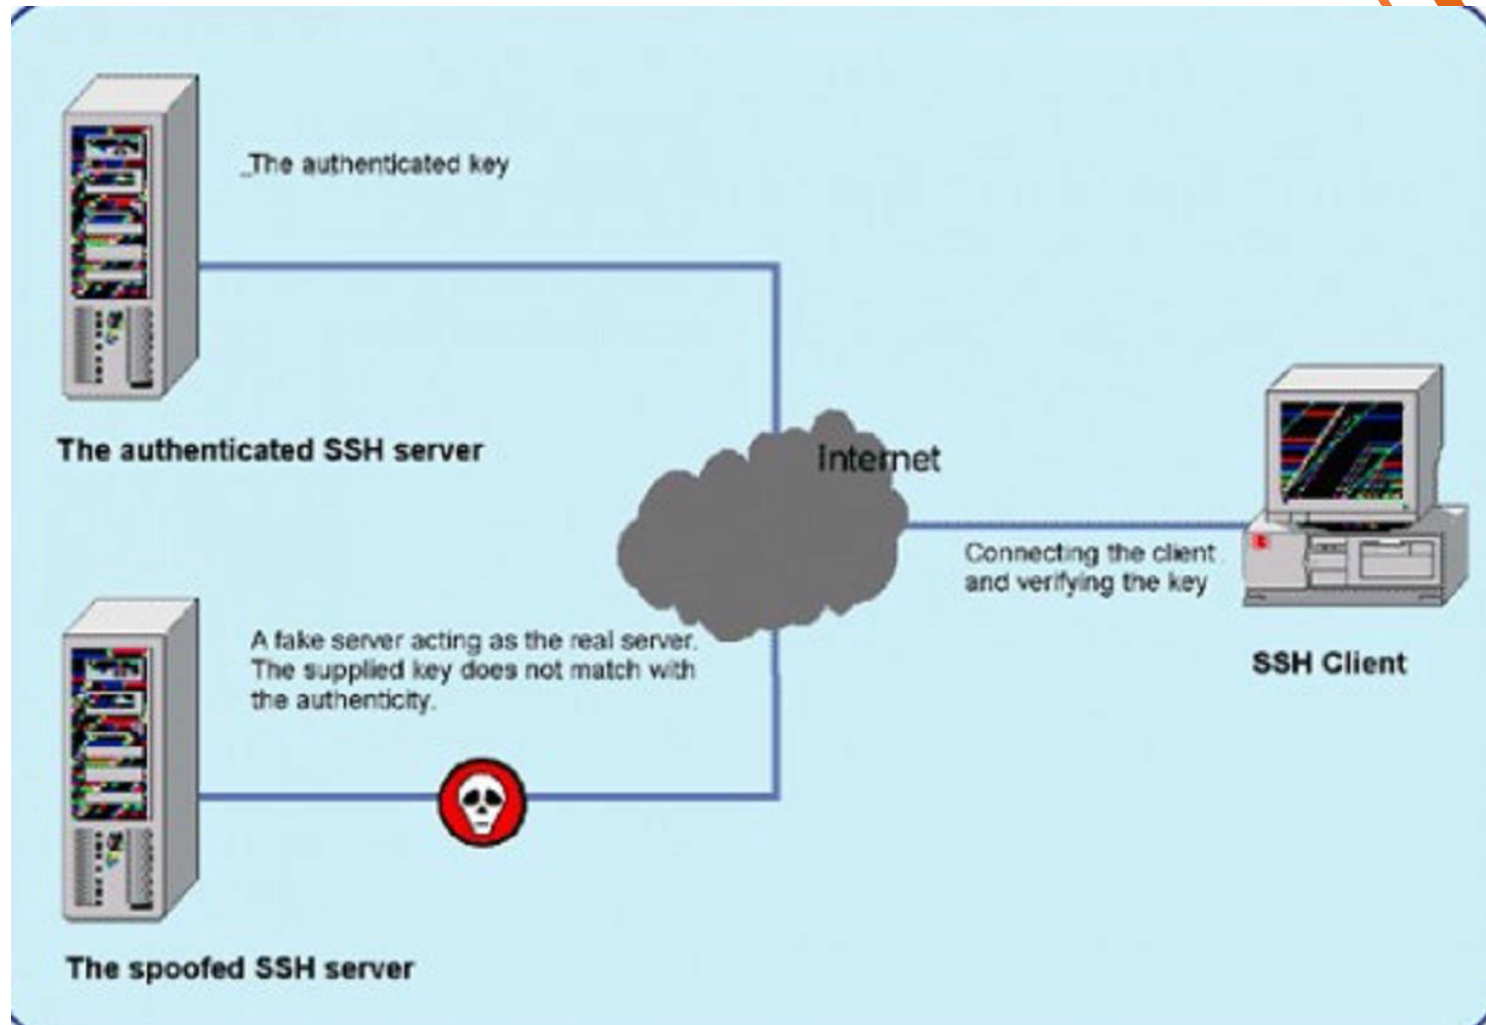 _The authenticated key
The authenticated SSH server
Internet
Connecting the client
and verifying the key
SSH Client
A fake server acting as the real server.
The supplied key does not match with
the authenticity.
The spoofed SSH server